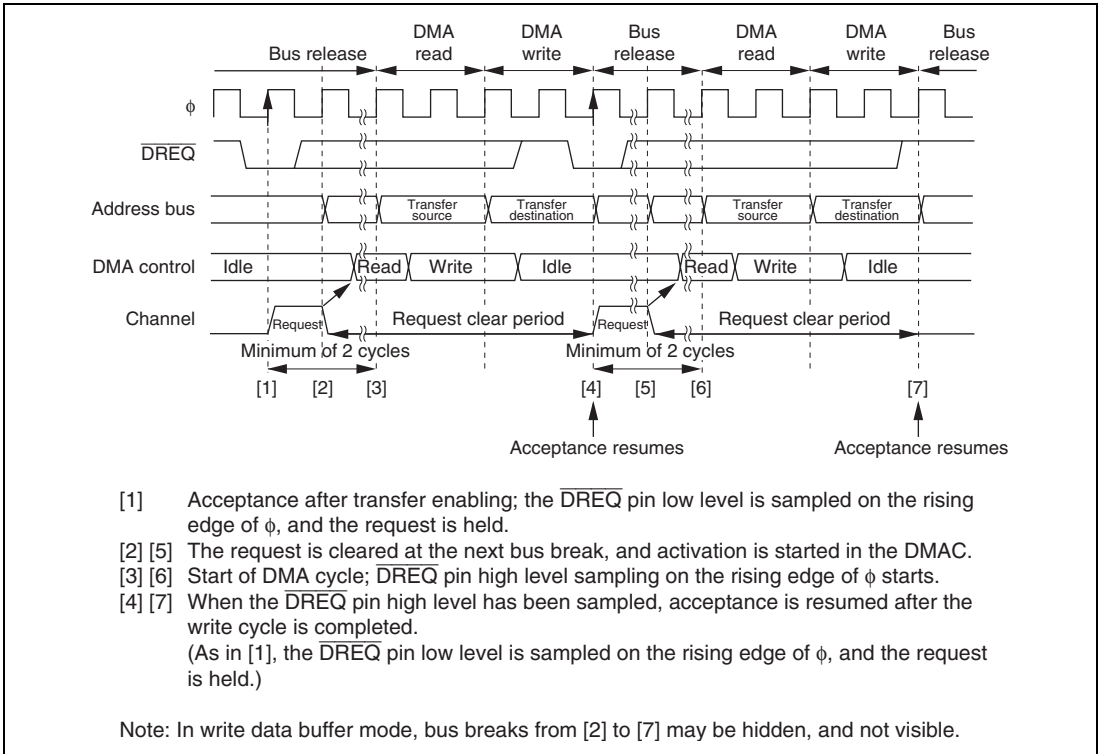 DMA DMA Bus DMA DMA Bus
Bus release read write release read write release
φ
DREQ
Address bus Transfer source Transfer destination Transfer source Transfer destination
DMA control Idle Read Write Idle Read Write Idle
Channel Request Request clear period Request Request clear period
Minimum of 2 cycles Minimum of 2 cycles
[1] [2] [3] [4] [5] [6] [7]
Acceptance resumes Acceptance resumes
[1] Acceptance after transfer enabling; the DREQ pin low level is sampled on the rising
edge of φ, and the request is held.
[2] [5] The request is cleared at the next bus break, and activation is started in the DMAC.
[3] [6] Start of DMA cycle; DREQ pin high level sampling on the rising edge of φ starts.
[4] [7] When the DREQ pin high level has been sampled, acceptance is resumed after the
write cycle is completed.
(As in [1], the DREQ pin low level is sampled on the rising edge of φ, and the request
is held.)
Note: In write data buffer mode, bus breaks from [2] to [7] may be hidden, and not visible.